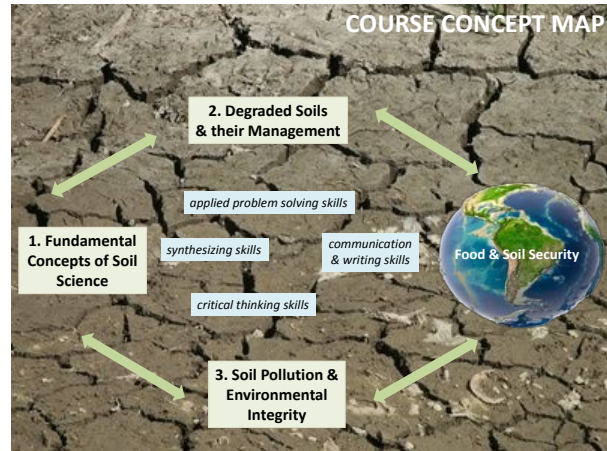 COURSE CONCEPT MAP
2. Degraded Soils
& their Management
applied problem solving skills
1. Fundamental
Concepts of Soil
Science
synthesizing skills
communication
& writing skills
Food & Soil Security
critical thinking skills
3. Soil Pollution &
Environmental
Integrity